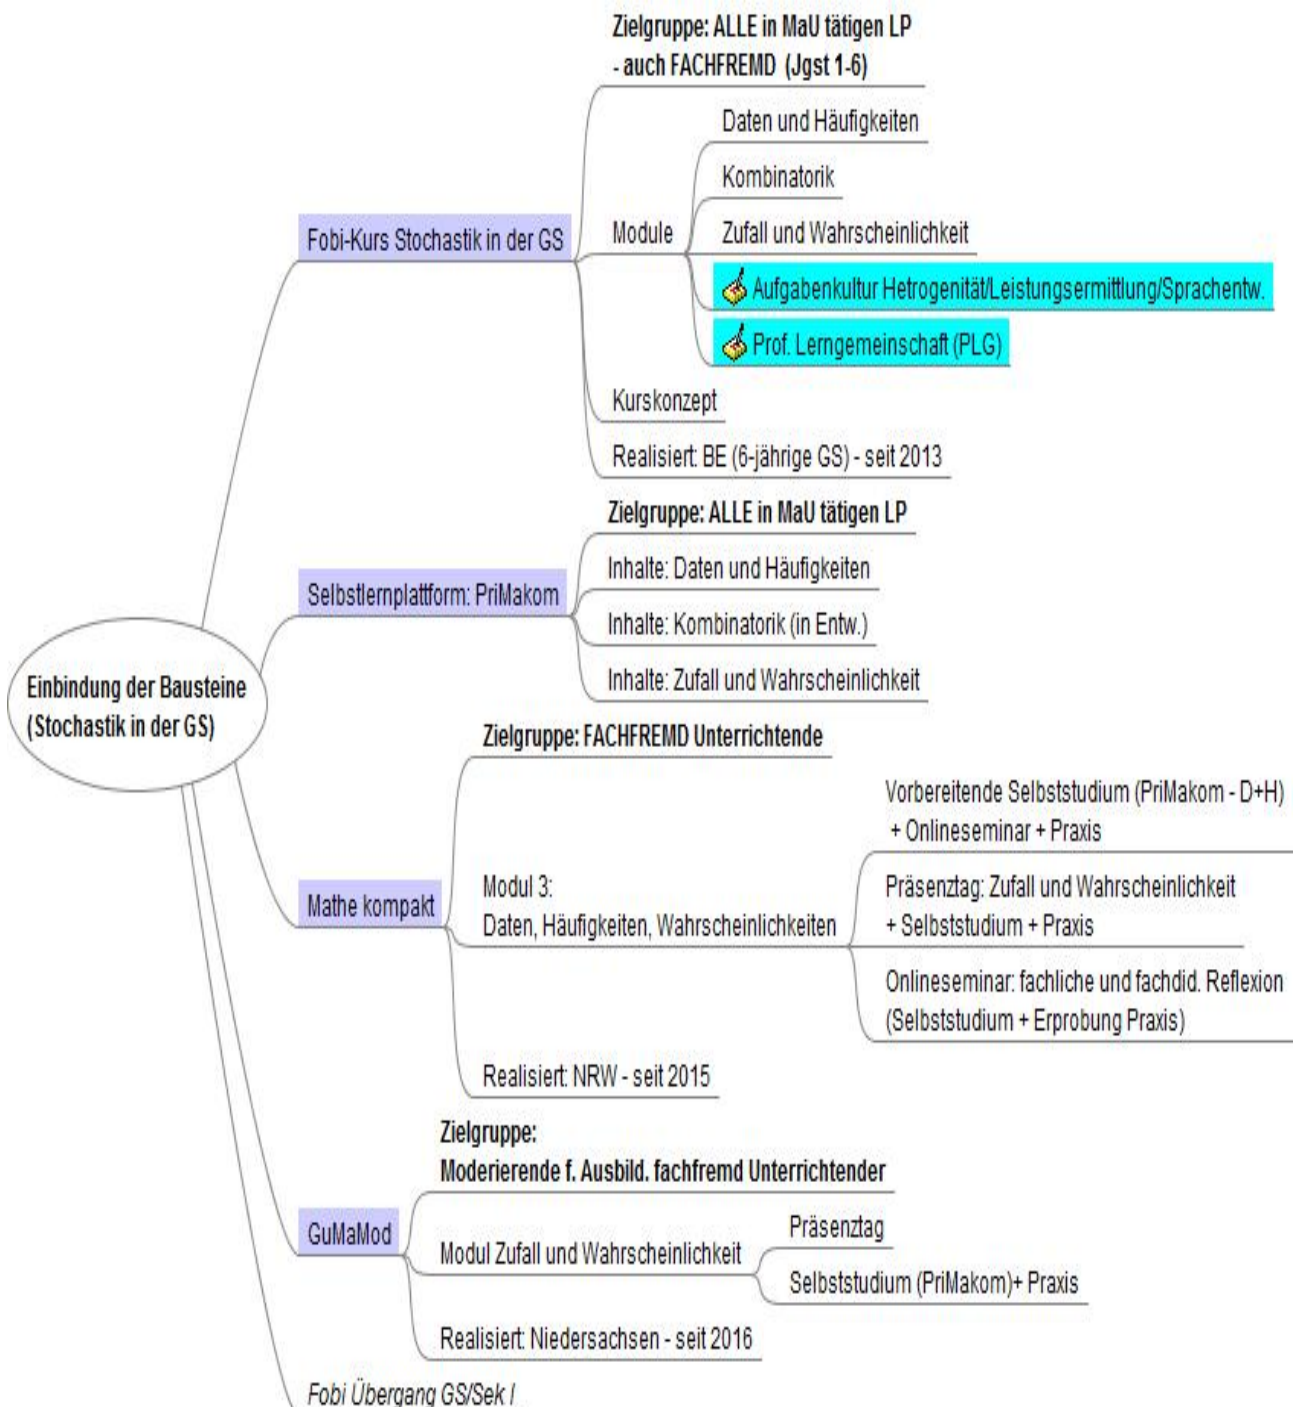 Zielgruppe: ALLE in MaU tätigen LP
- auch FACHFREMD (Jgst 1-6)
Daten und Häufigkeiten
Kombinatorik
Fobi-Kurs Stochastik in der GS
Module
Zufall und Wahrscheinlichkeit
Aufgabenkultur Hetrogenität/Leistungsermittlung/Sprachentw.
Prof. Lerngemeinschaft (PLG)
Kurskonzept
Realisiert: BE (6-jährige GS) - seit 2013
Zielgruppe: ALLE in MaU tätigen LP
Inhalte: Daten und Häufigkeiten
Selbstlernplattform: PriMakom
Inhalte: Kombinatorik (in Entw.)
Inhalte: Zufall und Wahrscheinlichkeit
Einbindung der Bausteine
(Stochastik in der GS)
Zielgruppe: FACHFREMD Unterrichtende
Vorbereitende Selbststudium (PriMakom - D+H)
+ Onlineseminar + Praxis
Mathe kompakt
Modul 3:
Daten, Häufigkeiten, Wahrscheinlichkeiten
Präsenztag: Zufall und Wahrscheinlichkeit
+ Selbststudium + Praxis
Onlineseminar: fachliche und fachdid. Reflexion
(Selbststudium + Erprobung Praxis)
Realisiert: NRW - seit 2015
Zielgruppe:
Moderierende f. Ausbild. fachfremd Unterrichtender
GuMaMod
Modul Zufall und Wahrscheinlichkeit
Präsenztag
Selbststudium (PriMakom)+ Praxis
Realisiert: Niedersachsen - seit 2016
Fobi Übergang GS/Sek I